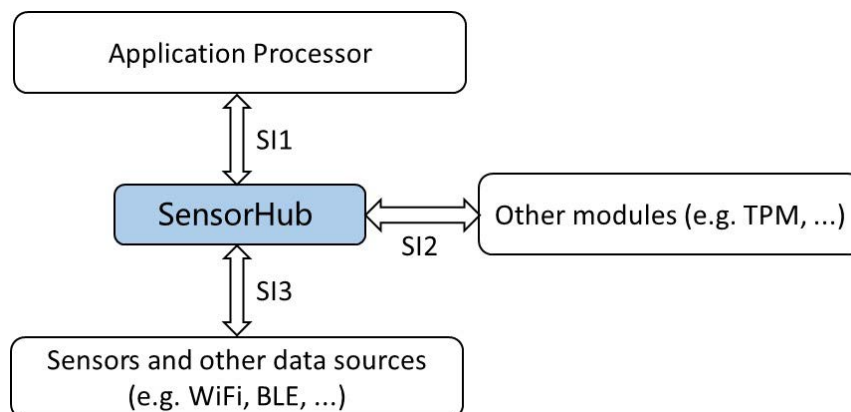 Application Processor
SI1
SensorHub
Other modules (e.g. TPM, ...)
SI2
SI3
Sensors and other data sources
(e.g. WiFi, BLE, ...)